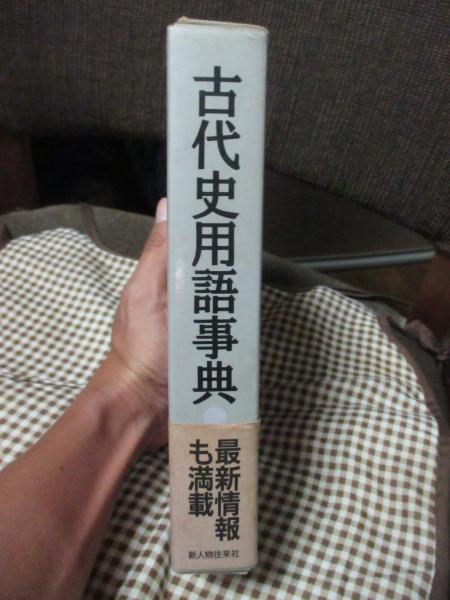 古代史用語事典
最新情報
も満載
新人物往来社